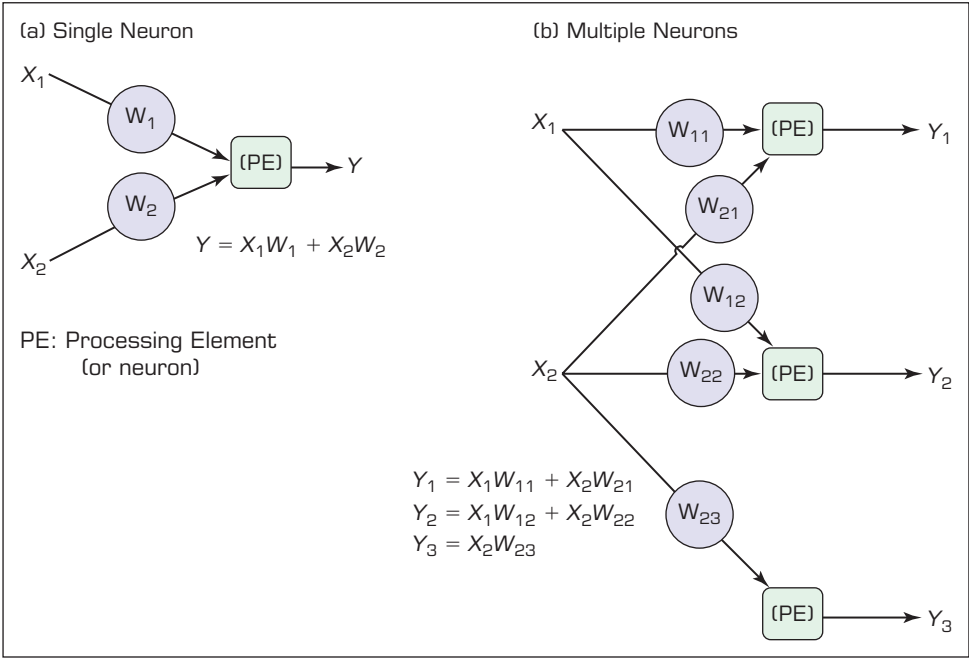 (a) Single Neuron
X1
W1
(PE)
Y
W2
X2
Y = X1W1 + X2W2
PE: Processing Element
(or neuron)
(b) Multiple Neurons
X1
W11
(PE)
Y1
W21
W12
X2
W22
(PE)
Y2
Y1 = X1W11 + X2W21
Y2 = X1W12 + X2W22
Y3 = X2W23
W23
(PE)
Y3